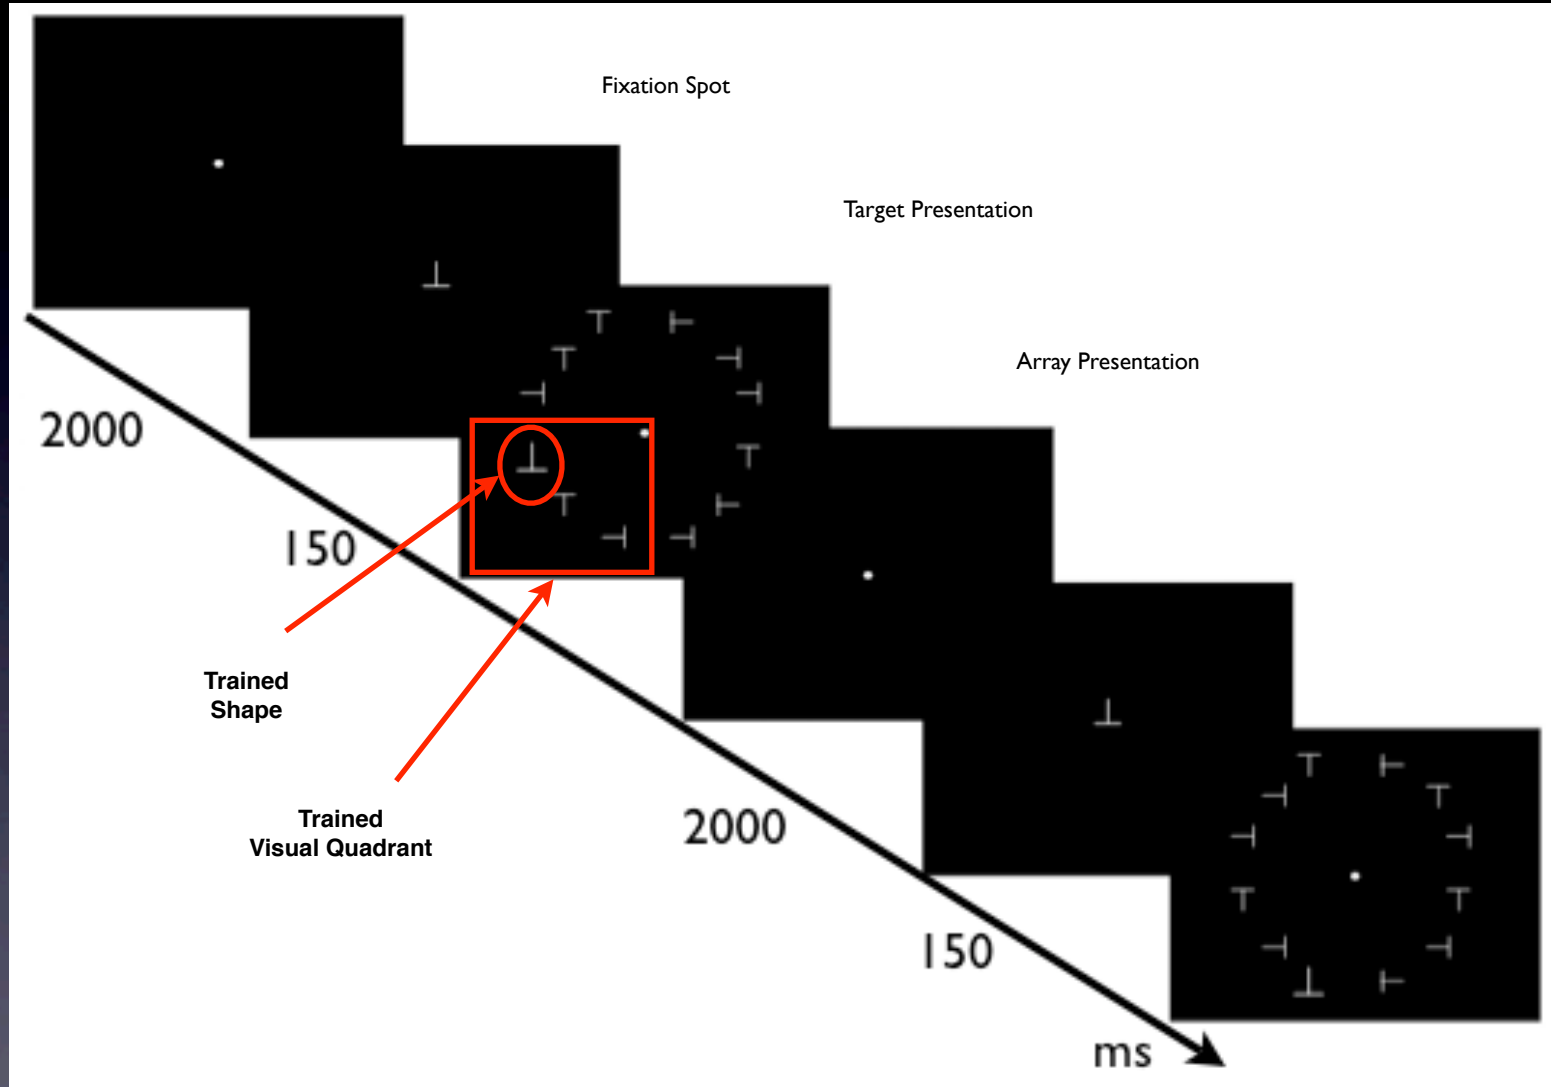 Fixation Spot
Target Presentation
Array Presentation
2000
150
Trained
Shape
Trained
Visual Quadrant
2000
150
ms